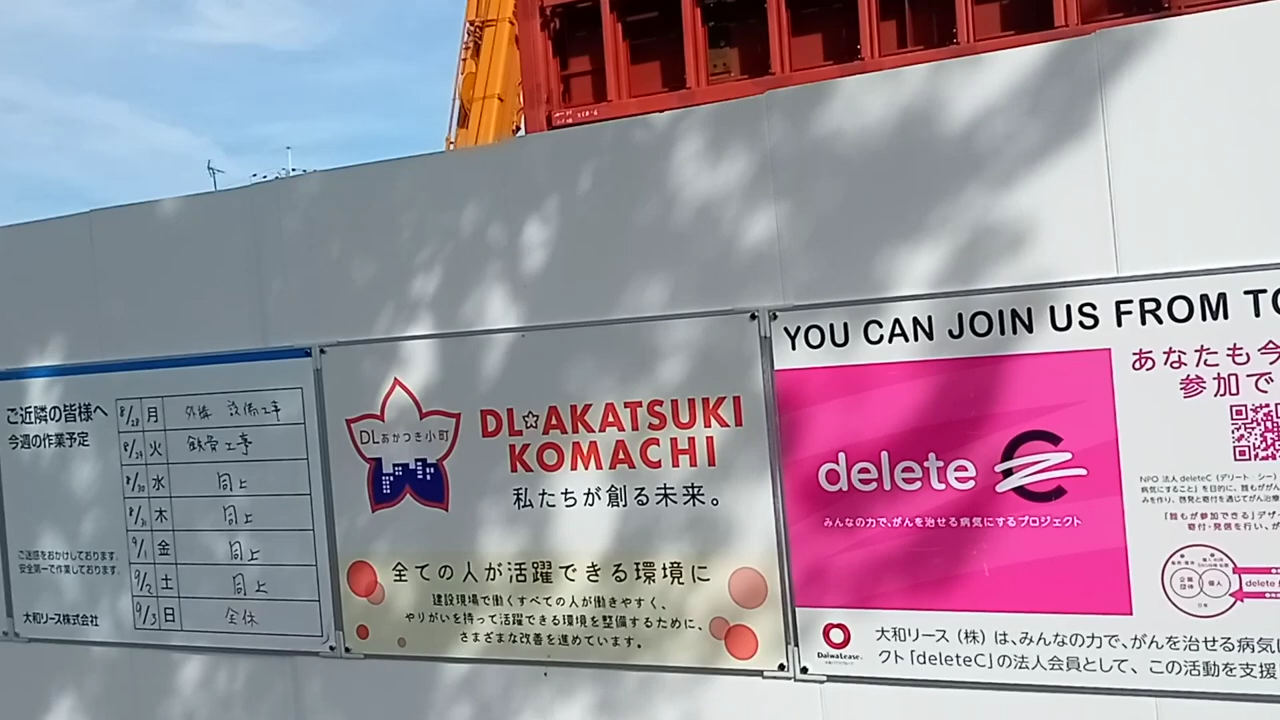 ご近隣の皆様へ
今週の作業予定
8/28 月 外構 設備工事
8/29 火 鉄骨工事
8/30 水 同上
8/31 木 同上
9/1 金 同上
9/2 土 同上
9/3 日 全休
ご迷惑をおかけしております。
安全第一で作業しております。
大和リース株式会社
DLあかつき小町
DL☆AKATSUKI
KOMACHI
私たちが創る未来。
全ての人が活躍できる環境に
建設現場で働くすべての人が働きやすく、
やりがいを持って活躍できる環境を整備するために、
さまざまな改善を進めています。
YOU CAN JOIN US FROM TO
あなたも今
参加で
delete C
みんなの力で、がんを治せる病気にするプロジェクト
NPO 法人 deleteC (デリート・シー)
病気にすること」を目的に、誰もががん
みを作り、啓発と寄付を通じてがん治療
「誰もが参加できる」デザイ
寄付・発信を行い、が
企業
団体
個人
delete
DaiwaLease.
大和リース(株)は、みんなの力で、がんを治せる病気に
クト「deleteC」の法人会員として、この活動を支援